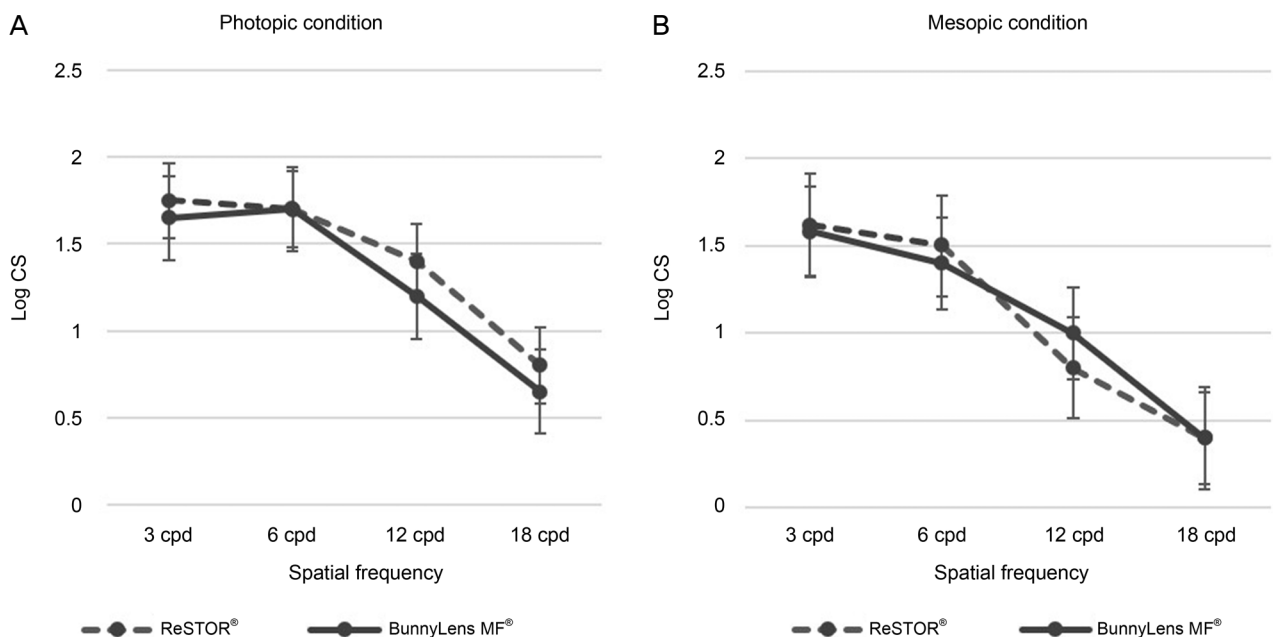 A
Photopic condition
2.5
2
1.5
1
0.5
0
Log CS
3 cpd 6 cpd 12 cpd 18 cpd
Spatial frequency
ReSTOR® BunnyLens MF®
B
Mesopic condition
2.5
2
1.5
1
0.5
0
Log CS
3 cpd 6 cpd 12 cpd 18 cpd
Spatial frequency
ReSTOR® BunnyLens MF®